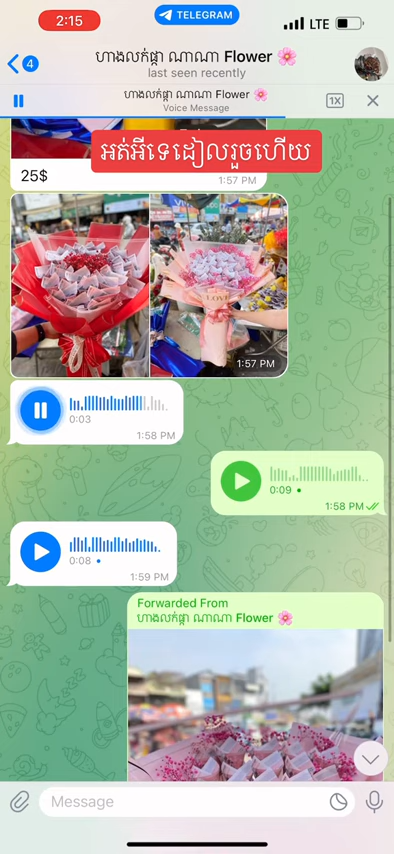 2:15
TELEGRAM
LTE
4
ហាងលក់ផ្កា ណាណា Flower 🌸
last seen recently
ហាងលក់ផ្កា ណាណា Flower 🌸
Voice Message
1X
អត់អីទេដៀលរួចហើយ
25$
1:57 PM
LOVE
1:57 PM
0:03
1:58 PM
0:09
1:58 PM
0:08
1:59 PM
Forwarded From
ហាងលក់ផ្កា ណាណា Flower 🌸
Message